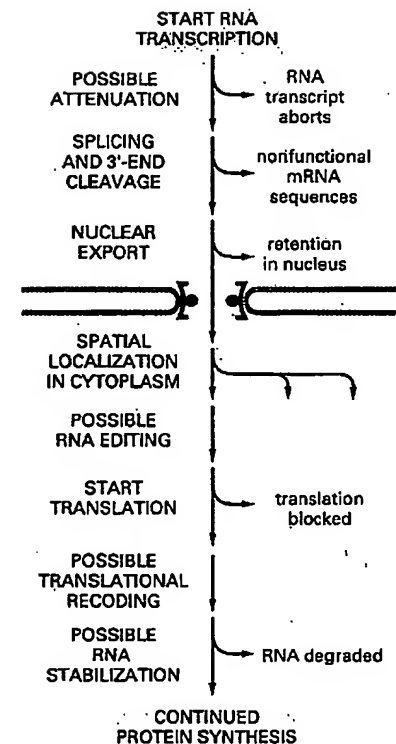 START RNA
TRANSCRIPTION
POSSIBLE
ATTENUATION
RNA
transcript
aborts
SPLICING
AND 3'-END
CLEAVAGE
nonfunctional
mRNA
sequences
NUCLEAR
EXPORT
retention
in nucleus
SPATIAL
LOCALIZATION
IN CYTOPLASM
POSSIBLE
RNA EDITING
START
TRANSLATION
translation
blocked
POSSIBLE
TRANSLATIONAL
RECODING
POSSIBLE
RNA
STABILIZATION
RNA degraded
CONTINUED
PROTEIN SYNTHESIS